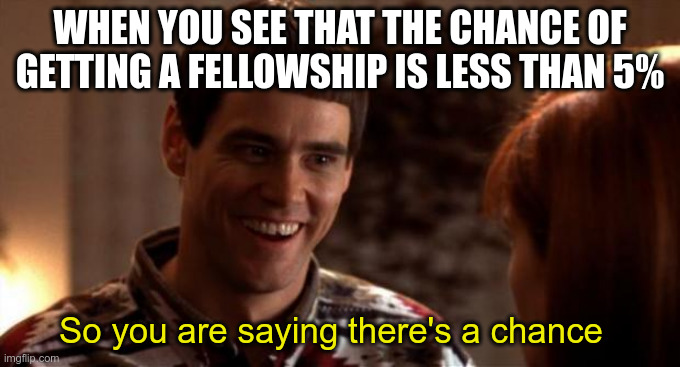 WHEN YOU SEE THAT THE CHANCE OF
GETTING A FELLOWSHIP IS LESS THAN 5%
So you are saying there's a chance
imgflip.com